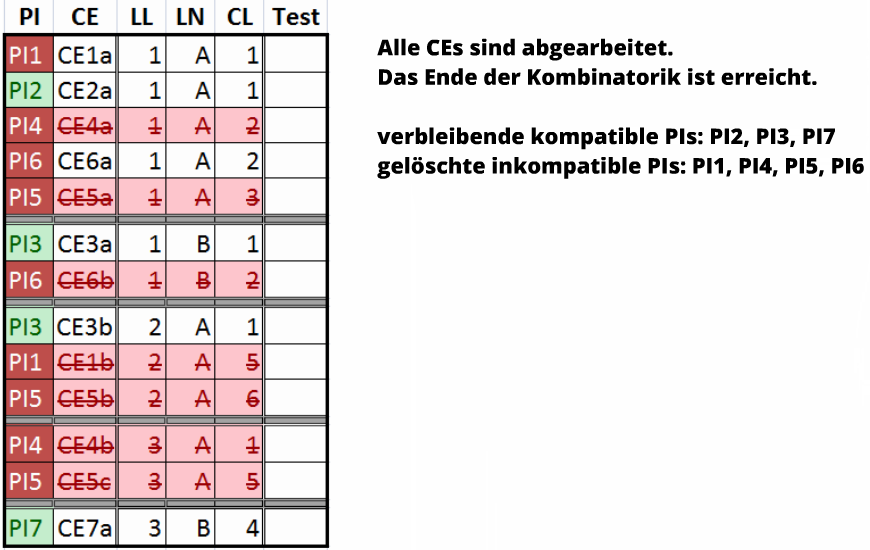 PI CE LL LN CL Test
PI1 CE1a 1 A 1
PI2 CE2a 1 A 1
PI4 CE4a 1 A 2
PI6 CE6a 1 A 2
PI5 CE5a 1 A 3
PI3 CE3a 1 B 1
PI6 CE6b 1 B 2
PI3 CE3b 2 A 1
PI1 CE1b 2 A 5
PI5 CE5b 2 A 6
PI4 CE4b 3 A 1
PI5 CE5c 3 A 5
PI7 CE7a 3 B 4
Alle CEs sind abgearbeitet.
Das Ende der Kombinatorik ist erreicht.
verbleibende kompatible PIs: PI2, PI3, PI7
gelöschte inkompatible PIs: PI1, PI4, PI5, PI6